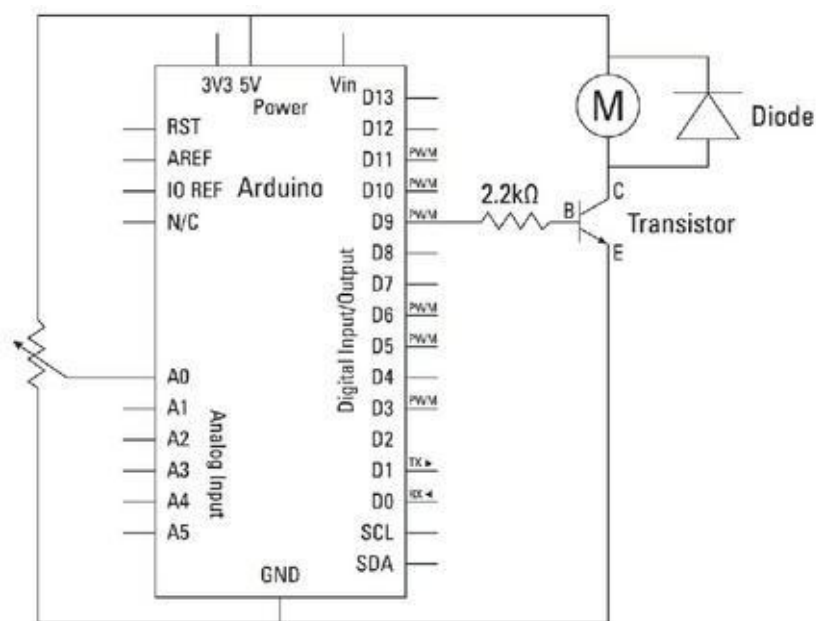 3V3 5V Vin
Power
RST
AREF
IO REF
N/C
Arduino
A0
A1
A2
A3
A4
A5
Analog Input
GND
Digital Input/Output
D13
D12
D11 PWM
D10 PWM
D9 PWM
D8
D7
D6 PWM
D5 PWM
D4
D3 PWM
D2
D1 TX ▶
D0 RX ◀
SCL
SDA
2.2kΩ
B
C
E
Transistor
M
Diode